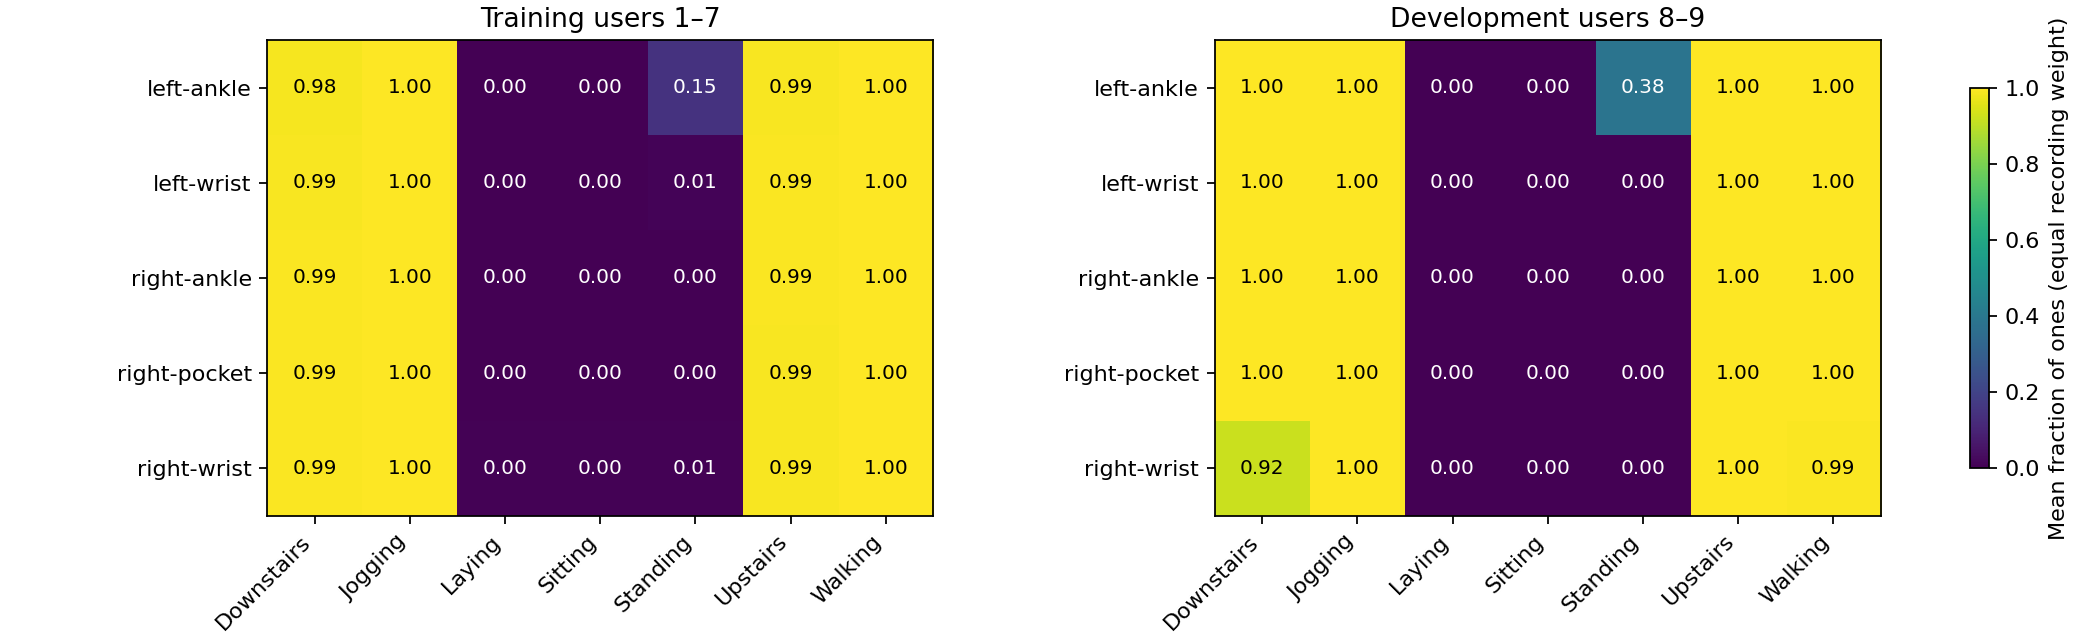 Training users 1–7
Development users 8–9
left-ankle 0.98 1.00 0.00 0.00 0.15 0.99 1.00
left-wrist 0.99 1.00 0.00 0.00 0.01 0.99 1.00
right-ankle 0.99 1.00 0.00 0.00 0.00 0.99 1.00
right-pocket 0.99 1.00 0.00 0.00 0.00 0.99 1.00
right-wrist 0.99 1.00 0.00 0.00 0.01 0.99 1.00
Downstairs Jogging Laying Sitting Standing Upstairs Walking
left-ankle 1.00 1.00 0.00 0.00 0.38 1.00 1.00
left-wrist 1.00 1.00 0.00 0.00 0.00 1.00 1.00
right-ankle 1.00 1.00 0.00 0.00 0.00 1.00 1.00
right-pocket 1.00 1.00 0.00 0.00 0.00 1.00 1.00
right-wrist 0.92 1.00 0.00 0.00 0.00 1.00 0.99
Downstairs Jogging Laying Sitting Standing Upstairs Walking
1.0
0.8
0.6
0.4
0.2
0.0
Mean fraction of ones (equal recording weight)